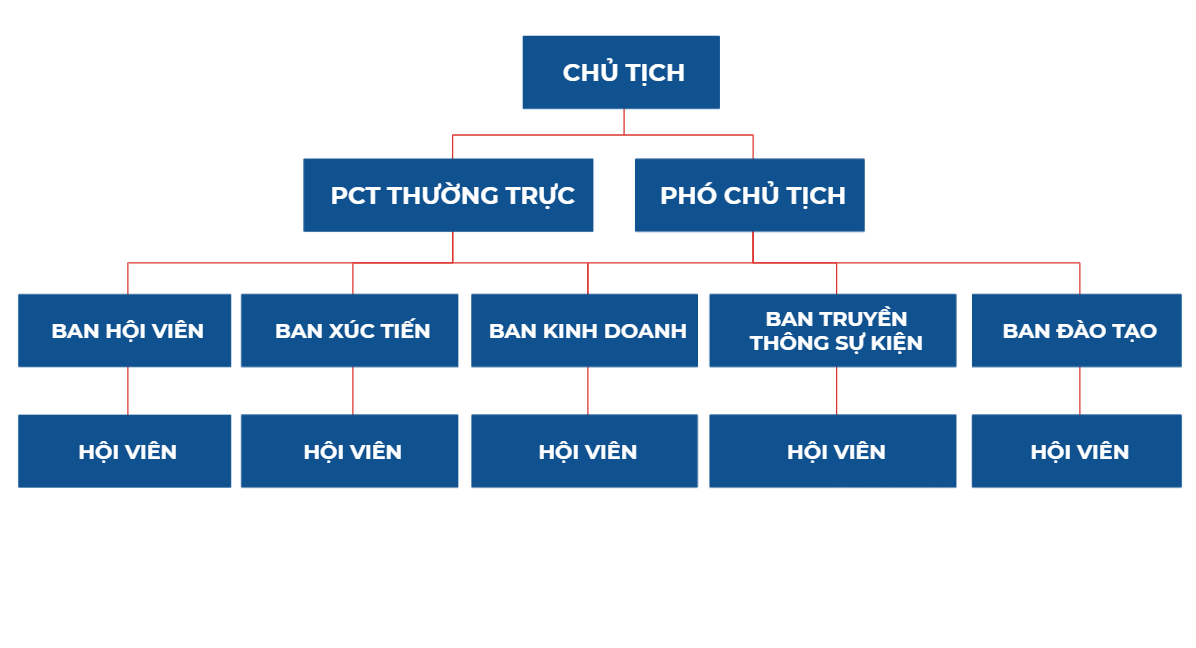 CHỦ TỊCH
PCT THƯỜNG TRỰC
PHÓ CHỦ TỊCH
BAN HỘI VIÊN
BAN XÚC TIẾN
BAN KINH DOANH
BAN TRUYỀN
THÔNG SỰ KIỆN
BAN ĐÀO TẠO
HỘI VIÊN
HỘI VIÊN
HỘI VIÊN
HỘI VIÊN
HỘI VIÊN